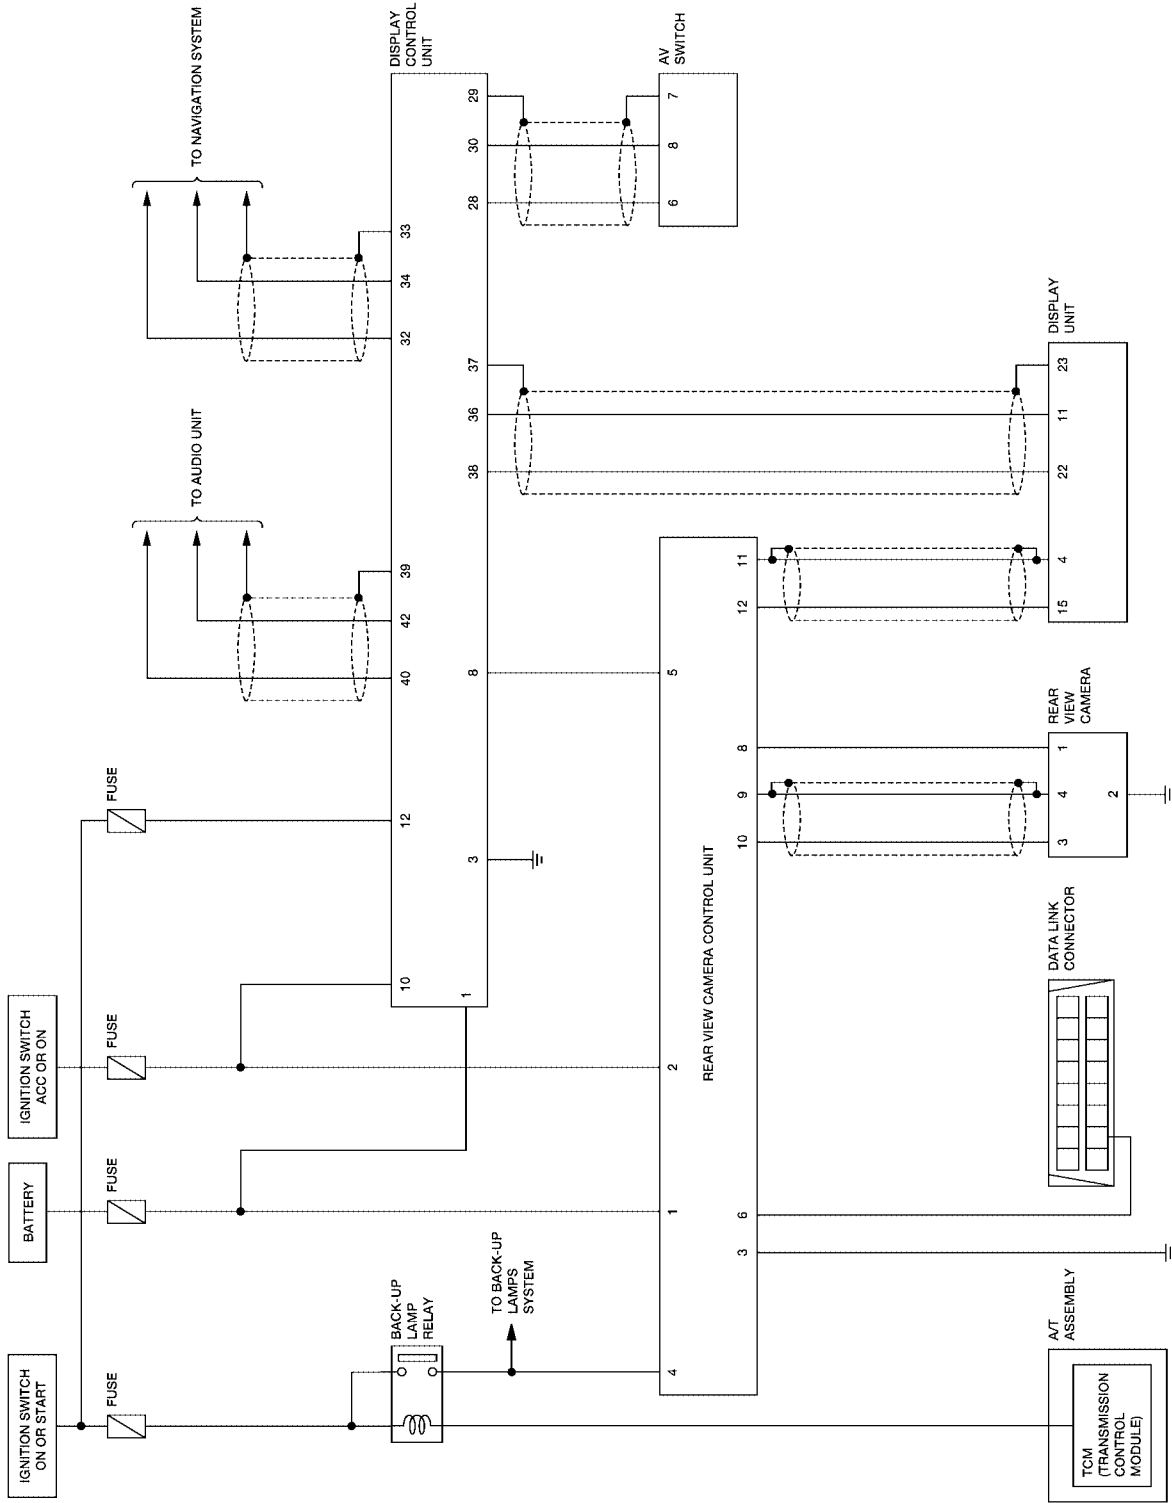 IGNITION SWITCH
ON OR START
BATTERY
IGNITION SWITCH
ACC OR ON
FUSE
FUSE
FUSE
FUSE
TO AUDIO UNIT
TO NAVIGATION SYSTEM
BACK-UP
LAMP
RELAY
TO BACK-UP
LAMPS
SYSTEM
DISPLAY
CONTROL
UNIT
10
12
40
42
39
32
34
33
1
3
8
38
36
37
28
30
29
AV
SWITCH
6
8
7
4
1
2
5
REAR VIEW CAMERA CONTROL UNIT
3
6
10
9
8
12
11
A/T
ASSEMBLY
TCM
(TRANSMISSION
CONTROL
MODULE)
DATA LINK
CONNECTOR
REAR
VIEW
CAMERA
3
4
1
2
DISPLAY
UNIT
15
4
22
11
23